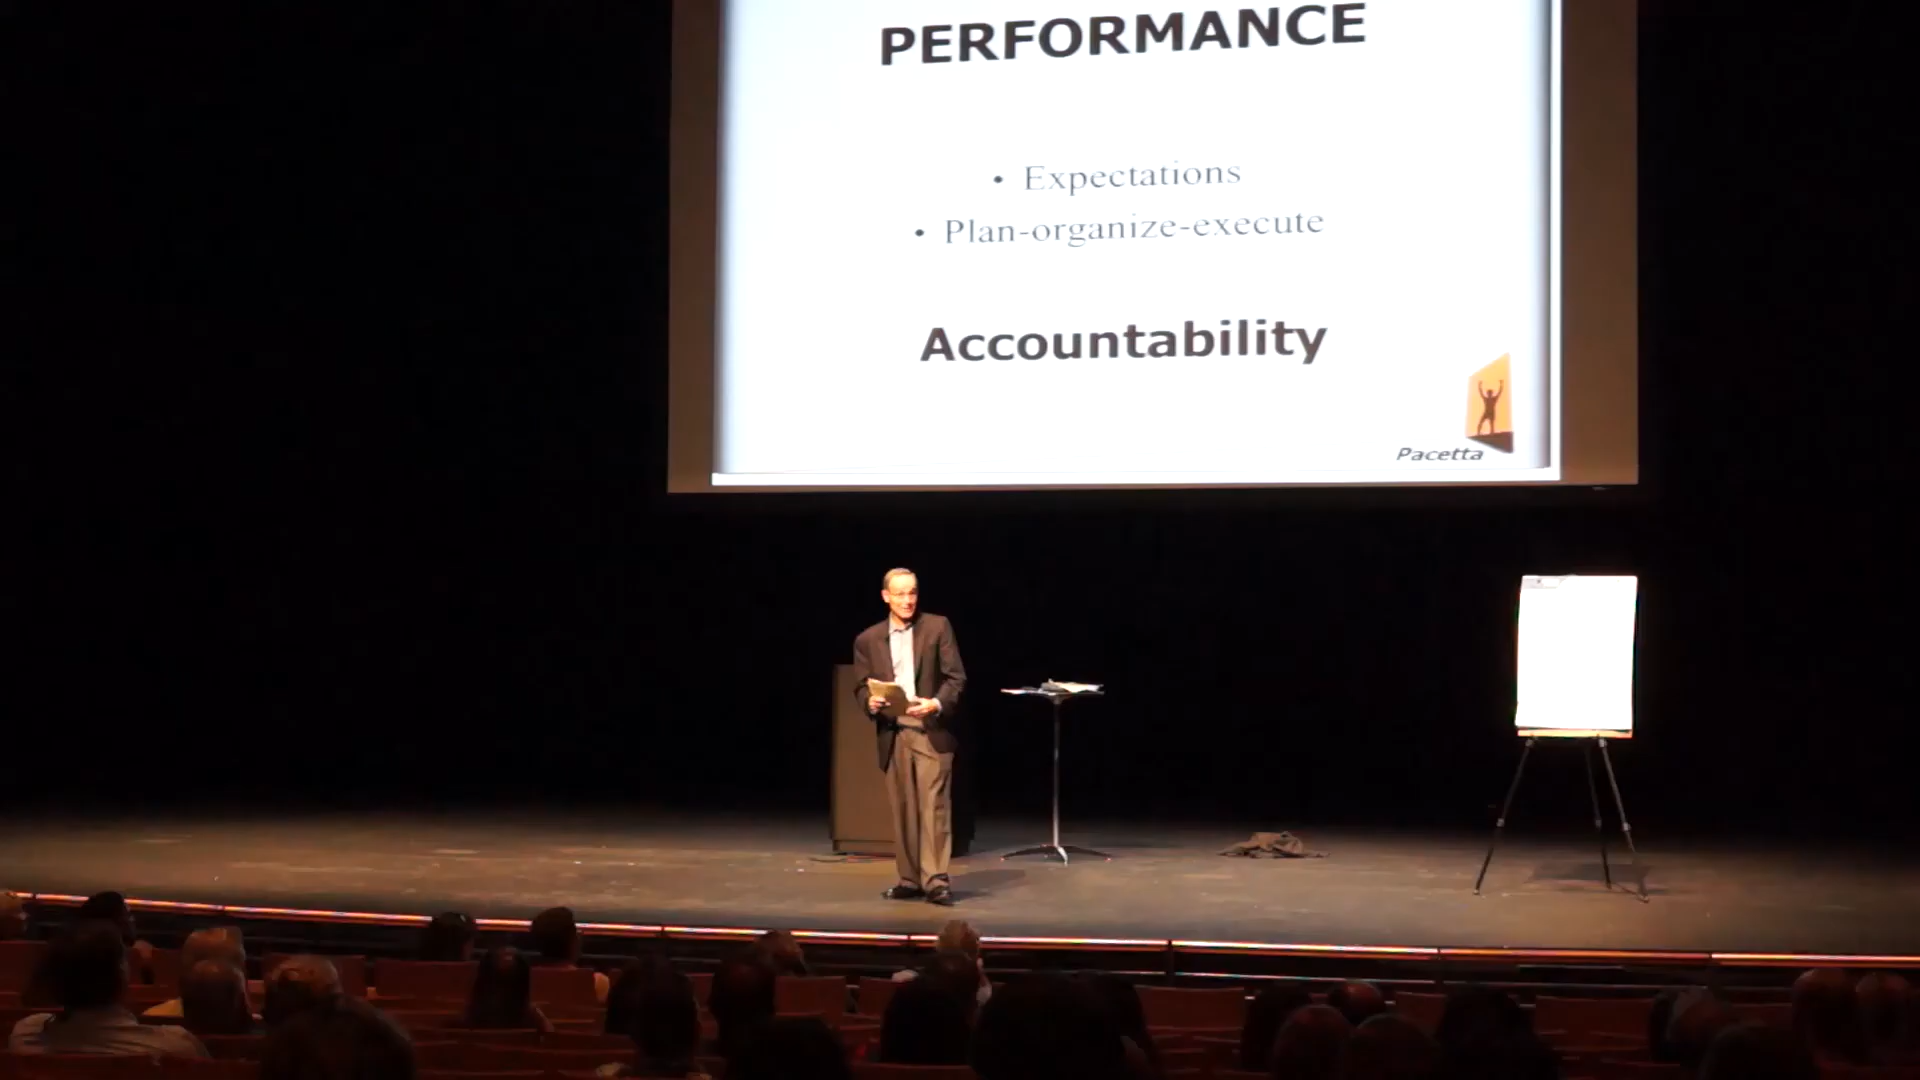 PERFORMANCE
• Expectations
• Plan-organize-execute
Accountability
Pacetta